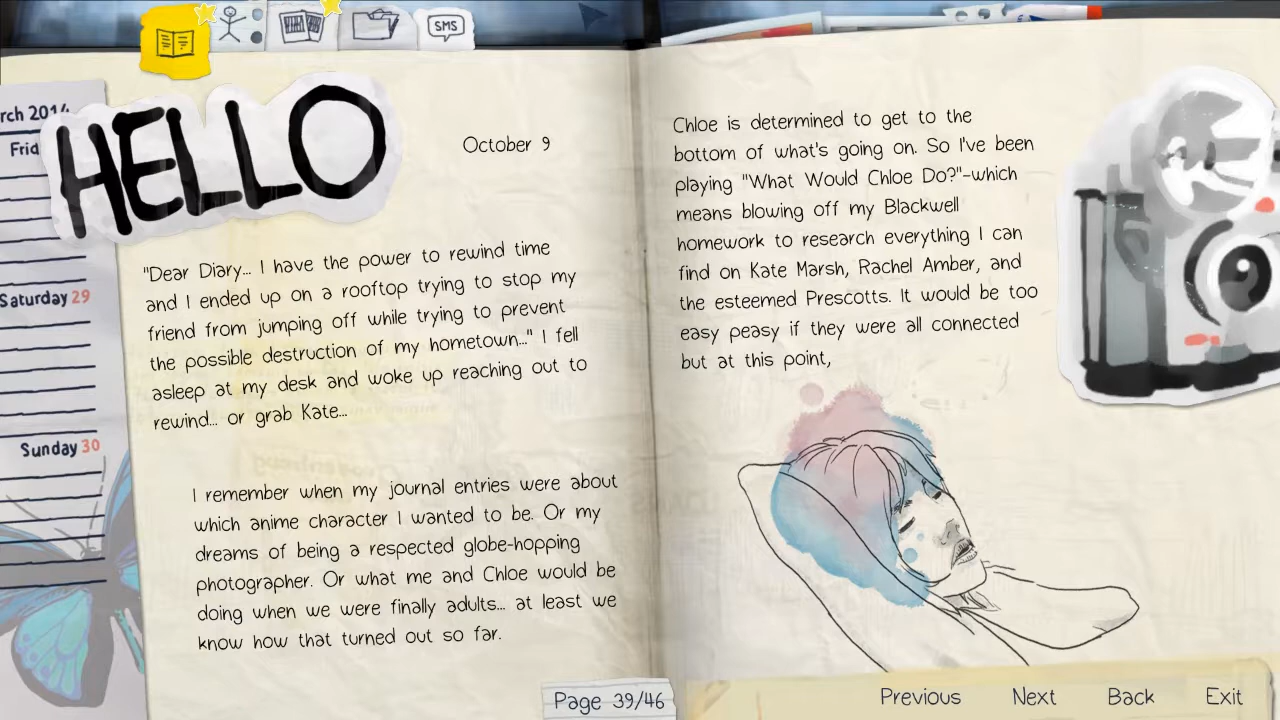 SMS
rch 2014
Frid
Saturday 29
Sunday 30
HELLO
October 9
"Dear Diary... I have the power to rewind time
and I ended up on a rooftop trying to stop my
friend from jumping off while trying to prevent
the possible destruction of my hometown..." I fell
asleep at my desk and woke up reaching out to
rewind... or grab Kate...
I remember when my journal entries were about
which anime character I wanted to be. Or my
dreams of being a respected globe-hopping
photographer. Or what me and Chloe would be
doing when we were finally adults... at least we
know how that turned out so far.
Chloe is determined to get to the
bottom of what's going on. So I've been
playing "What Would Chloe Do?"-which
means blowing off my Blackwell
homework to research everything I can
find on Kate Marsh, Rachel Amber, and
the esteemed Prescotts. It would be too
easy peasy if they were all connected
but at this point,
Page 39/46
Previous Next Back Exit